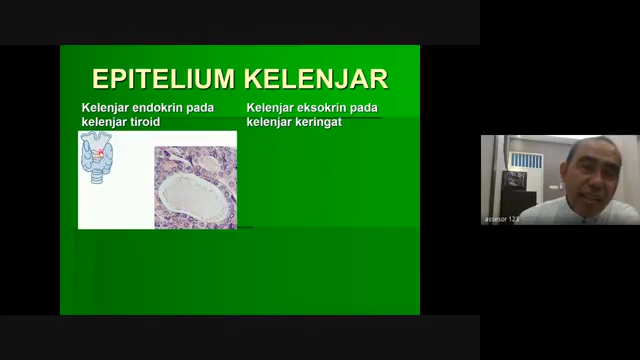 EPITELIUM KELENJAR
Kelenjar endokrin pada
kelenjar tiroid
Kelenjar eksokrin pada
kelenjar keringat
assesor 123